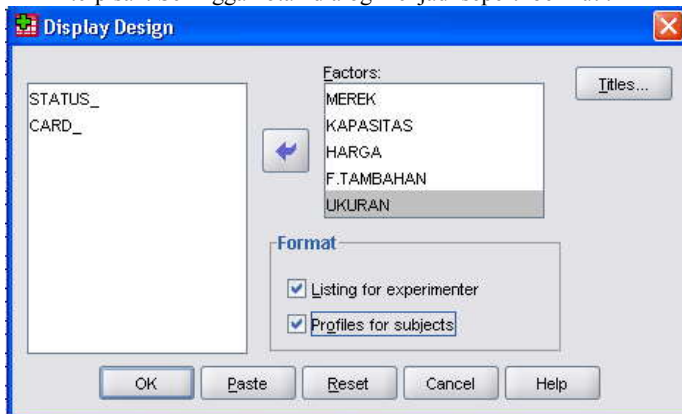 Display Design
Factors:
Titles...
STATUS_
CARD_
MEREK
KAPASITAS
HARGA
F.TAMBAHAN
UKURAN
Format
Listing for experimenter
Profiles for subjects
OK Paste Reset Cancel Help